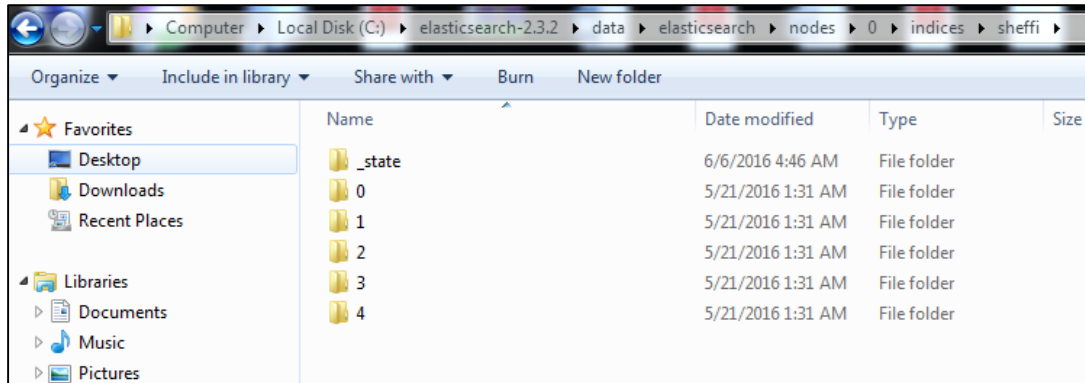 Computer Local Disk (C:) elasticsearch-2.3.2 data elasticsearch nodes 0 indices sheffi
Organize Include in library Share with Burn New folder
Favorites
Desktop
Downloads
Recent Places
Libraries
Documents
Music
Pictures
Name Date modified Type Size
_state 6/6/2016 4:46 AM File folder
0 5/21/2016 1:31 AM File folder
1 5/21/2016 1:31 AM File folder
2 5/21/2016 1:31 AM File folder
3 5/21/2016 1:31 AM File folder
4 5/21/2016 1:31 AM File folder